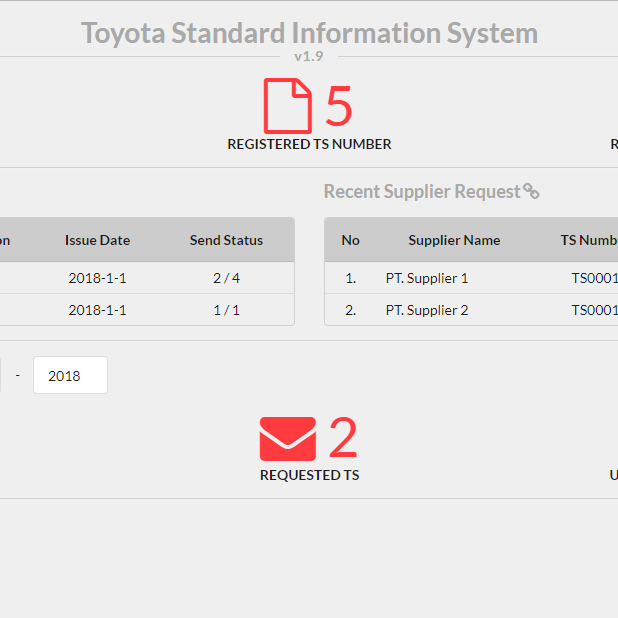 Toyota Standard Information System
v1.9
5
REGISTERED TS NUMBER
R
Recent Supplier Request
on Issue Date Send Status
No Supplier Name TS Numb
2018-1-1 2 / 4
1. PT. Supplier 1 TS0001
2018-1-1 1 / 1
2. PT. Supplier 2 TS0001
- 2018
2
REQUESTED TS
U